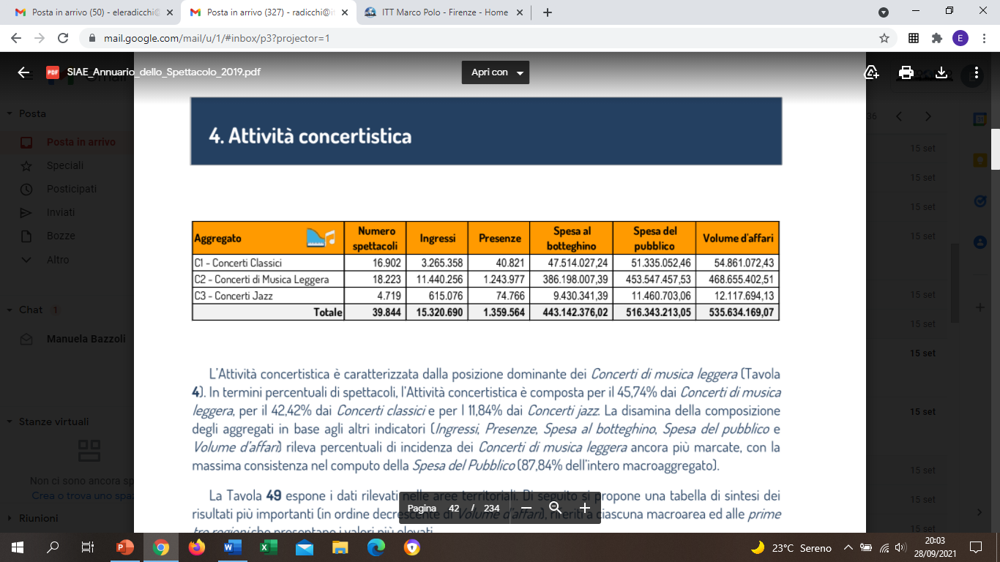 Posta in arrivo (50) - eleradicchi@
Posta in arrivo (327) - radicchi@it
ITT Marco Polo - Firenze - Home
mail.google.com/mail/u/1/#inbox/p3?projector=1
E
PDF SIAE_Annuario_dello_Spettacolo_2019.pdf
Apri con
Posta
Posta in arrivo
Speciali
Posticipati
Inviati
Bozze
Altro
Chat 1
Manuela Bazzoli
Stanze virtuali
Non ci sono ancora sp
Crea o trova uno spaz
Riunioni
4. Attività concertistica
Aggregato Numero spettacoli Ingressi Presenze Spesa al botteghino Spesa del pubblico Volume d'affari
C1 - Concerti Classici 16.902 3.265.358 40.821 47.514.027,24 51.335.052,46 54.861.072,43
C2 - Concerti di Musica Leggera 18.223 11.440.256 1.243.977 386.198.007,39 453.547.457,53 468.655.402,51
C3 - Concerti Jazz 4.719 615.076 74.766 9.430.341,39 11.460.703,06 12.117.694,13
Totale 39.844 15.320.690 1.359.564 443.142.376,02 516.343.213,05 535.634.169,07
L'Attività concertistica è caratterizzata dalla posizione dominante dei Concerti di musica leggera (Tavola
4). In termini percentuali di spettacoli, l'Attività concertistica è composta per il 45,74% dai Concerti di musica
leggera, per il 42,42% dai Concerti classici e per l 11,84% dai Concerti jazz. La disamina della composizione
degli aggregati in base agli altri indicatori (Ingressi, Presenze, Spesa al botteghino, Spesa del pubblico e
Volume d'affari) rileva percentuali di incidenza dei Concerti di musica leggera ancora più marcate, con la
massima consistenza nel computo della Spesa del Pubblico (87,84% dell'intero macroaggregato).
La Tavola 49 espone i dati rilevati nelle aree territoriali. Di seguito si propone una tabella di sintesi dei
risultati più importanti (in ordine decrescente di Volume d'affari), riferiti a ciascuna macroarea ed alle prime
tre regioni che presentano i valori più elevati.
Pagina 42 / 234
36
15 set
15 set
15 set
15 set
15 set
15 set
15 set
15 set
15 set
15 set
15 set
23°C Sereno
20:03
28/09/2021